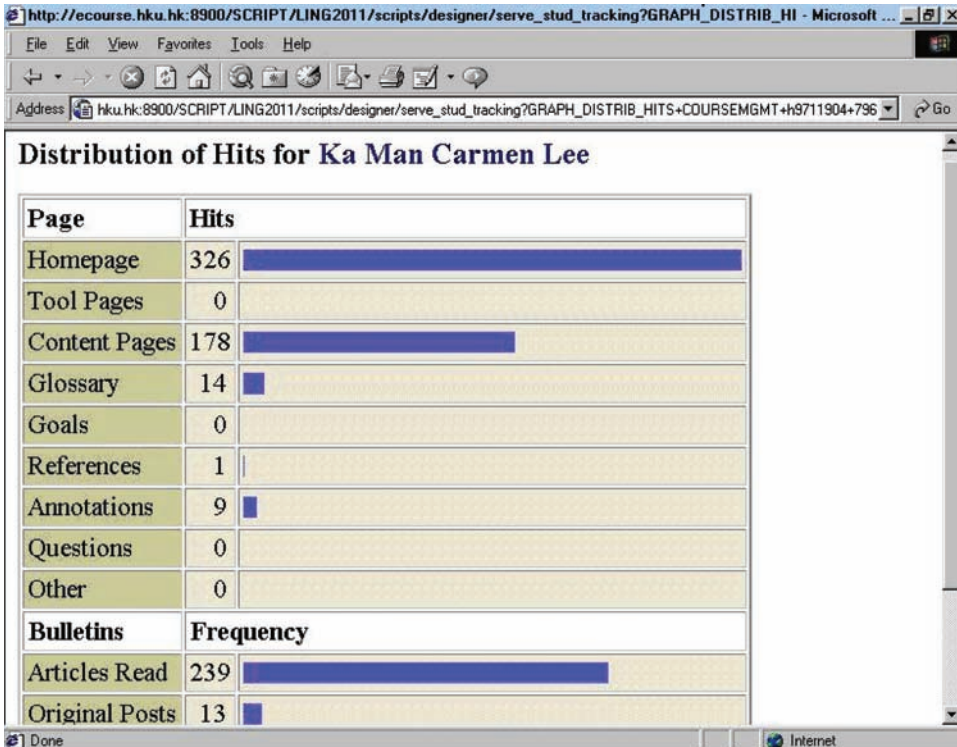 http://ecourse.hku.hk:8900/SCRIPT/LING2011/scripts/designer/serve_stud_tracking?GRAPH_DISTRIB_HI - Microsoft ...
File Edit View Favorites Tools Help
Address hku.hk:8900/SCRIPT/LING2011/scripts/designer/serve_stud_tracking?GRAPH_DISTRIB_HITS+COURSEMGMT+h9711904+796 Go
Distribution of Hits for Ka Man Carmen Lee
Page Hits
Homepage 326
Tool Pages 0
Content Pages 178
Glossary 14
Goals 0
References 1
Annotations 9
Questions 0
Other 0
Bulletins Frequency
Articles Read 239
Original Posts 13
Done Internet